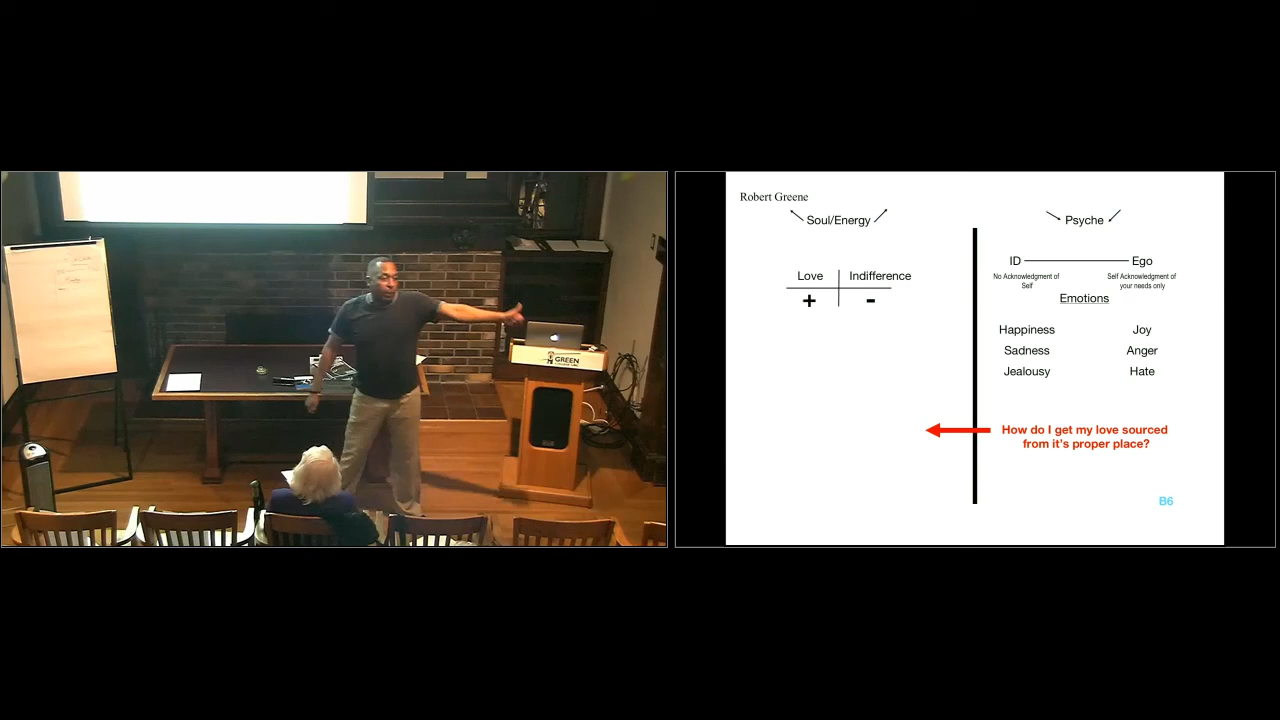 GREEN
Robert Greene
Soul/Energy
Psyche
Love
Indifference
+
-
ID
Ego
No Acknowledgment of
Self
Self Acknowledgment of
your needs only
Emotions
Happiness
Joy
Sadness
Anger
Jealousy
Hate
How do I get my love sourced
from it's proper place?
B6